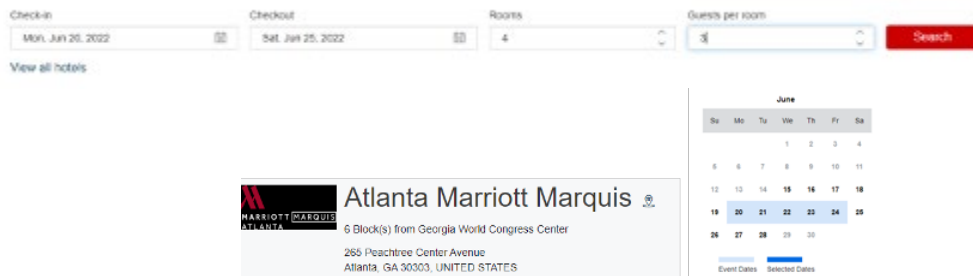 Check-in Checkout Rooms Guests per room
Mon, Jun 20, 2022 Sat, Jun 25, 2022 4 3 Search
View all hotels
June
Su Mo Tu We Th Fr Sa
1 2 3 4
5 6 7 8 9 10 11
12 13 14 15 16 17 18
19 20 21 22 23 24 25
26 27 28 29 30
Event Dates Selected Dates
MARRIOTT MARQUIS
ATLANTA
Atlanta Marriott Marquis
6 Block(s) from Georgia World Congress Center
265 Peachtree Center Avenue
Atlanta, GA 30303, UNITED STATES